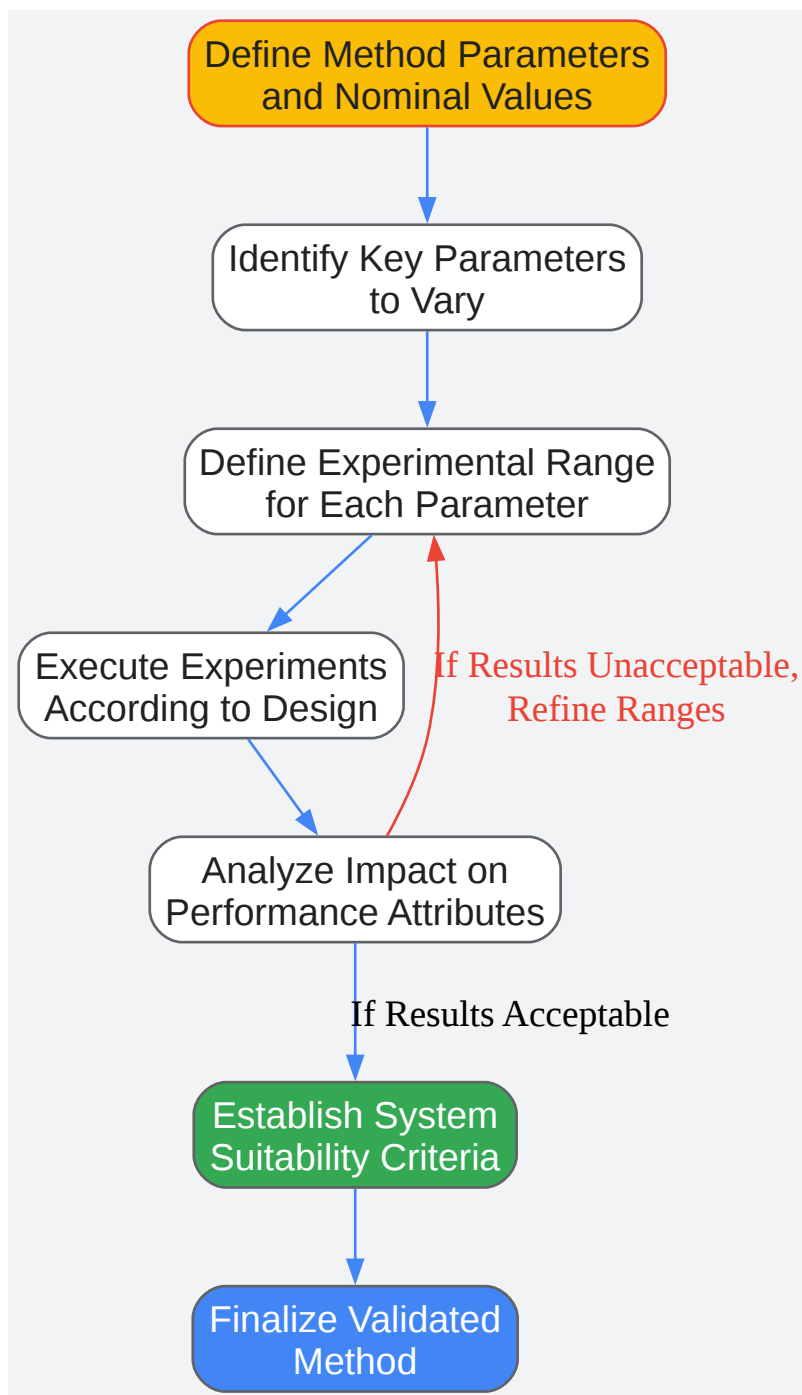 Define Method Parameters
and Nominal Values
Identify Key Parameters
to Vary
Define Experimental Range
for Each Parameter
Execute Experiments
According to Design
If Results Unacceptable,
Refine Ranges
Analyze Impact on
Performance Attributes
If Results Acceptable
Establish System
Suitability Criteria
Finalize Validated
Method